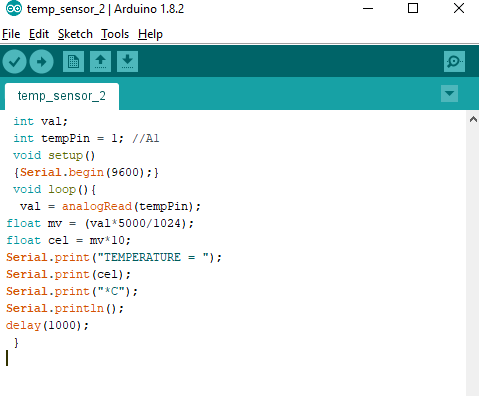 temp_sensor_2 | Arduino 1.8.2
File Edit Sketch Tools Help
temp_sensor_2
int val;
int tempPin = 1; //A1
void setup()
{Serial.begin(9600);}
void loop(){
val = analogRead(tempPin);
float mv = (val*5000/1024);
float cel = mv*10;
Serial.print("TEMPERATURE = ");
Serial.print(cel);
Serial.print("*C");
Serial.println();
delay(1000);
}